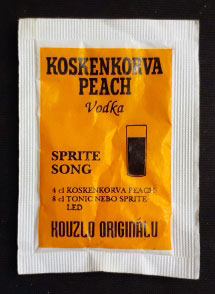 KOSKENKORVA
PEACH
Vodka
SPRITE
SONG
4 cl KOSKENKORVA PEACH
8 cl TONIC NEBO SPRITE
LED
KOUZLO ORIGINÁLU